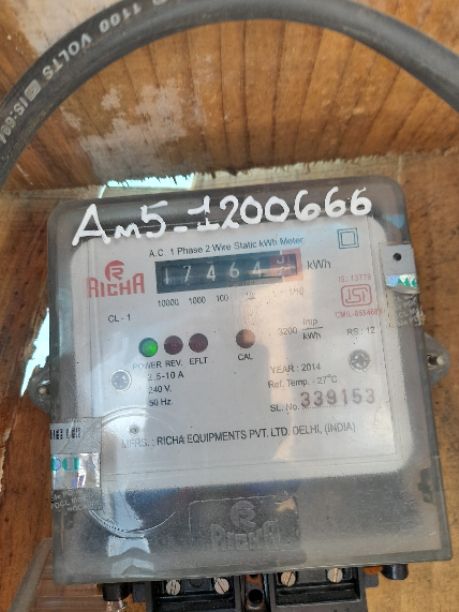 1100 VOLTS IS:694
Am5-1200666
A.C. 1 Phase 2 Wire Static kWh Meter
RICHA
17464 kWh
10000 1000 100
IS: 13779
CL-1
3200 imp/kWh
RS: 12
POWER REV. EFLT CAL
2.5-10 A
240 V.
50 Hz.
YEAR: 2014
Ref. Temp. -27°C
SL. No. 339153
MFRS.: RICHA EQUIPMENTS PVT. LTD. DELHI, (INDIA)
RICHA